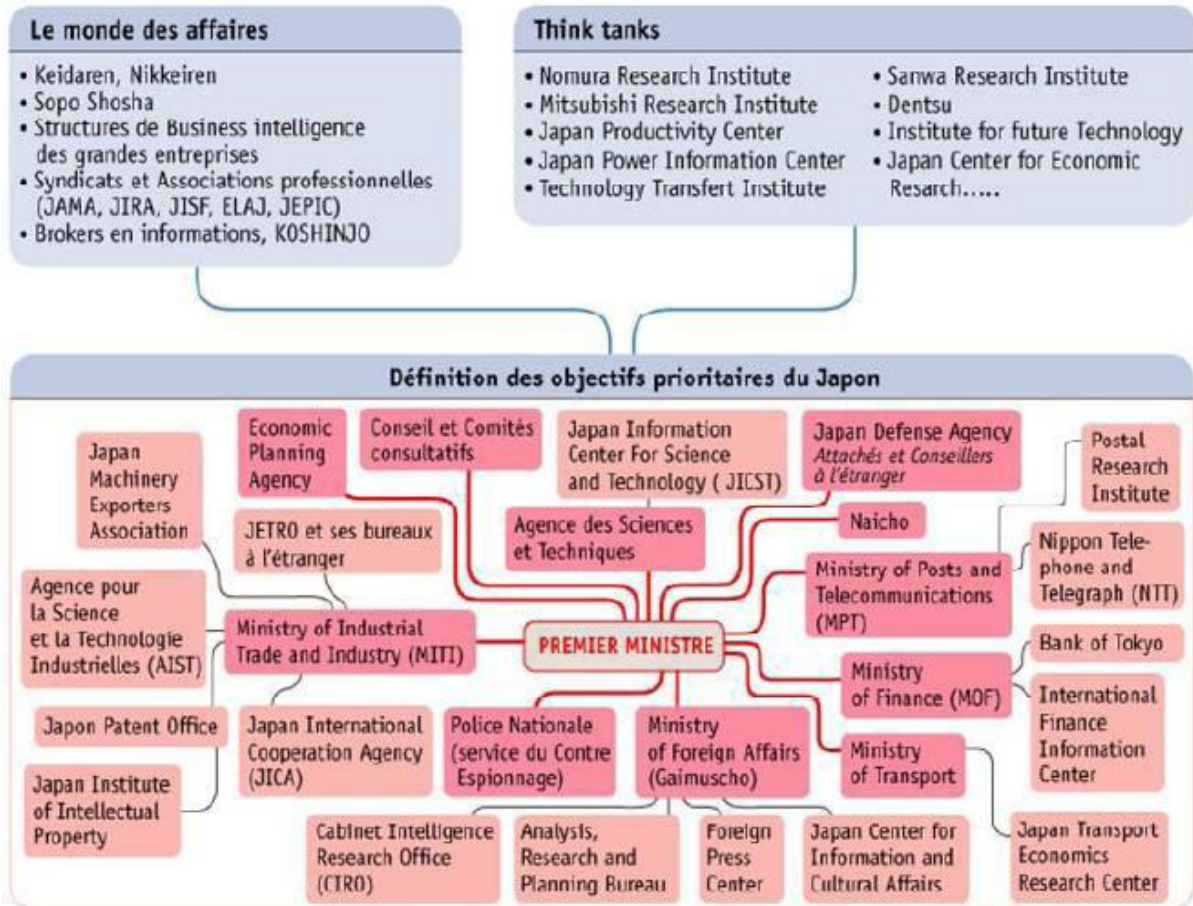 Le monde des affaires
• Keidaren, Nikkeiren
• Sopo Shosha
• Structures de Business intelligence
des grandes entreprises
• Syndicats et Associations professionnelles
(JAMA, JIRA, JISF, ELAJ, JEPIC)
• Brokers en informations, KOSHINJO
Think tanks
• Nomura Research Institute
• Mitsubishi Research Institute
• Japan Productivity Center
• Japan Power Information Center
• Technology Transfert Institute
• Sanwa Research Institute
• Dentsu
• Institute for future Technology
• Japan Center for Economic
Resarch.....
Définition des objectifs prioritaires du Japon
Japan
Machinery
Exporters
Association
Economic
Planning
Agency
Conseil et Comités
consultatifs
Japan Information
Center For Science
and Technology ( JICST)
Japan Defense Agency
Attachés et Conseillers
à l'étranger
Postal
Research
Institute
JETRO et ses bureaux
à l'étranger
Agence des Sciences
et Techniques
Naicho
Nippon Tele-
phone and
Telegraph (NTT)
Agence pour
la Science
et la Technologie
Industrielles (AIST)
Ministry of Industrial
Trade and Industry (MITI)
PREMIER MINISTRE
Ministry of Posts and
Telecommunications
(MPT)
Bank of Tokyo
Ministry
of Finance (MOF)
International
Finance
Information
Center
Japon Patent Office
Japan International
Cooperation Agency
(JICA)
Police Nationale
(service du Contre
Espionnage)
Ministry
of Foreign Affairs
(Gaimuscho)
Ministry
of Transport
Japan Institute
of Intellectual
Property
Cabinet Intelligence
Research Office
(CIRO)
Analysis,
Research and
Planning Bureau
Foreign
Press
Center
Japan Center for
Information and
Cultural Affairs
Japan Transport
Economics
Research Center